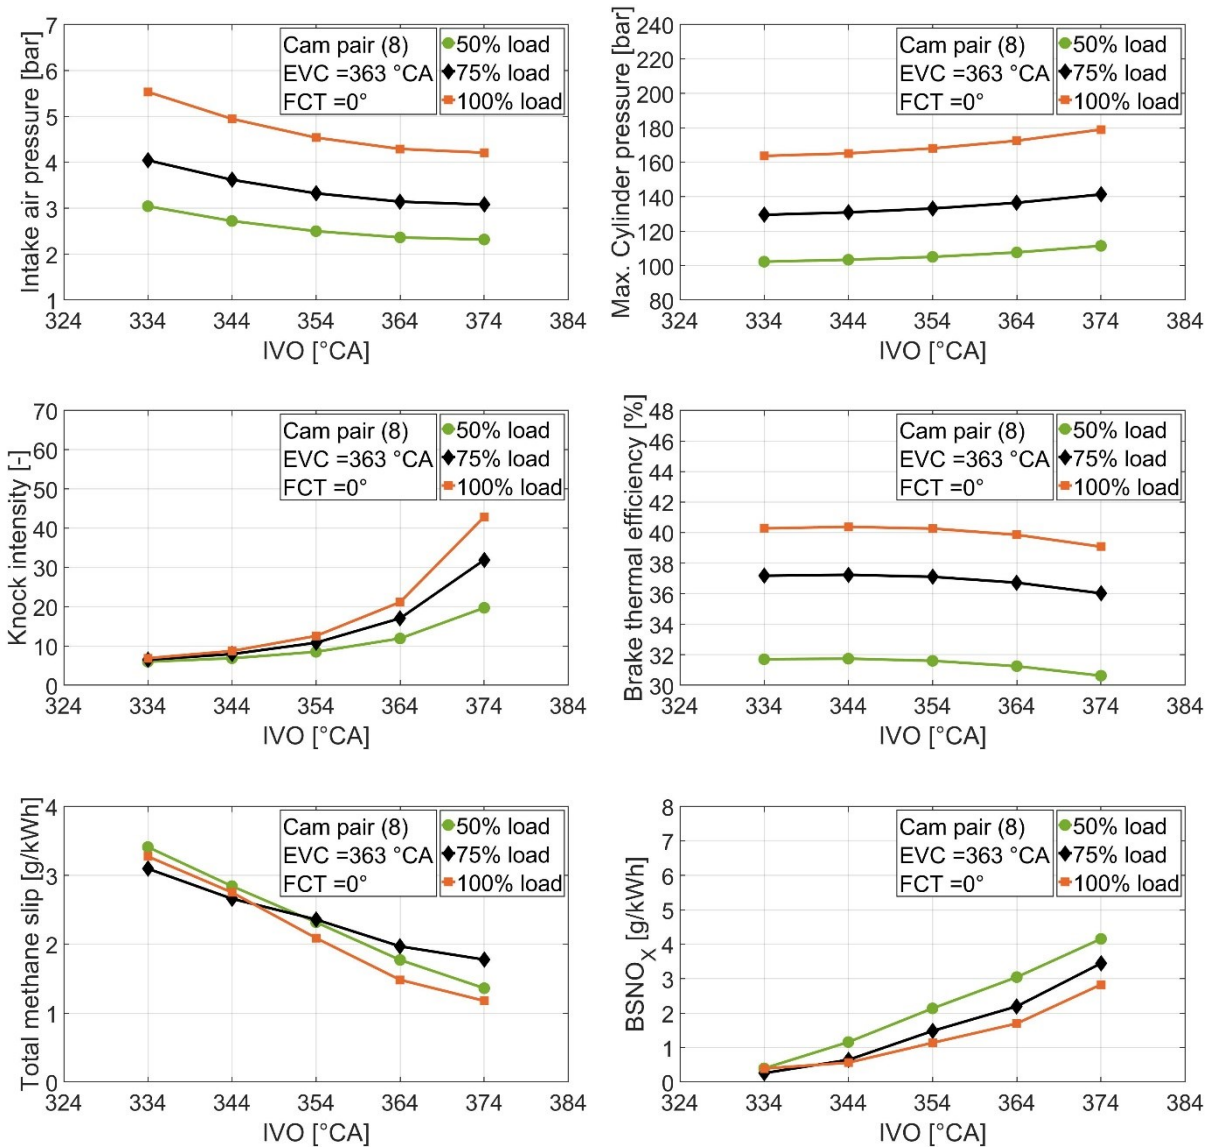 Intake air pressure [bar]
7
6
5
4
3
2
1
Cam pair (8)
EVC =363 °CA
FCT =0°
50% load
75% load
100% load
324 334 344 354 364 374 384
IVO [°CA]
Max. Cylinder pressure [bar]
240
220
200
180
160
140
120
100
80
Cam pair (8)
EVC =363 °CA
FCT =0°
50% load
75% load
100% load
324 334 344 354 364 374 384
IVO [°CA]
Knock intensity [-]
70
60
50
40
30
20
10
0
Cam pair (8)
EVC =363 °CA
FCT =0°
50% load
75% load
100% load
324 334 344 354 364 374 384
IVO [°CA]
Brake thermal efficiency [%]
48
46
44
42
40
38
36
34
32
30
Cam pair (8)
EVC =363 °CA
FCT =0°
50% load
75% load
100% load
324 334 344 354 364 374 384
IVO [°CA]
Total methane slip [g/kWh]
4
3
2
1
0
Cam pair (8)
EVC =363 °CA
FCT =0°
50% load
75% load
100% load
324 334 344 354 364 374 384
IVO [°CA]
BSNOX [g/kWh]
8
7
6
5
4
3
2
1
0
Cam pair (8)
EVC =363 °CA
FCT =0°
50% load
75% load
100% load
324 334 344 354 364 374 384
IVO [°CA]